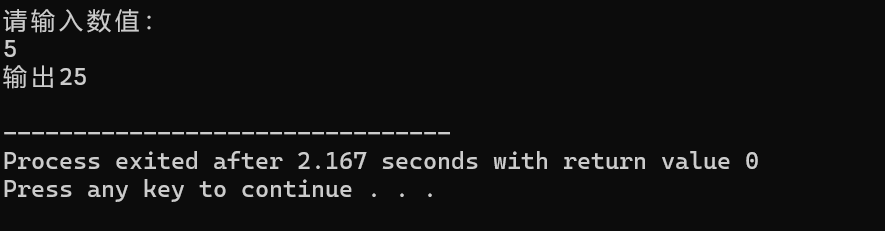 请输入数值:
5
输出25
--------------------------------
Process exited after 2.167 seconds with return value 0
Press any key to continue . . .